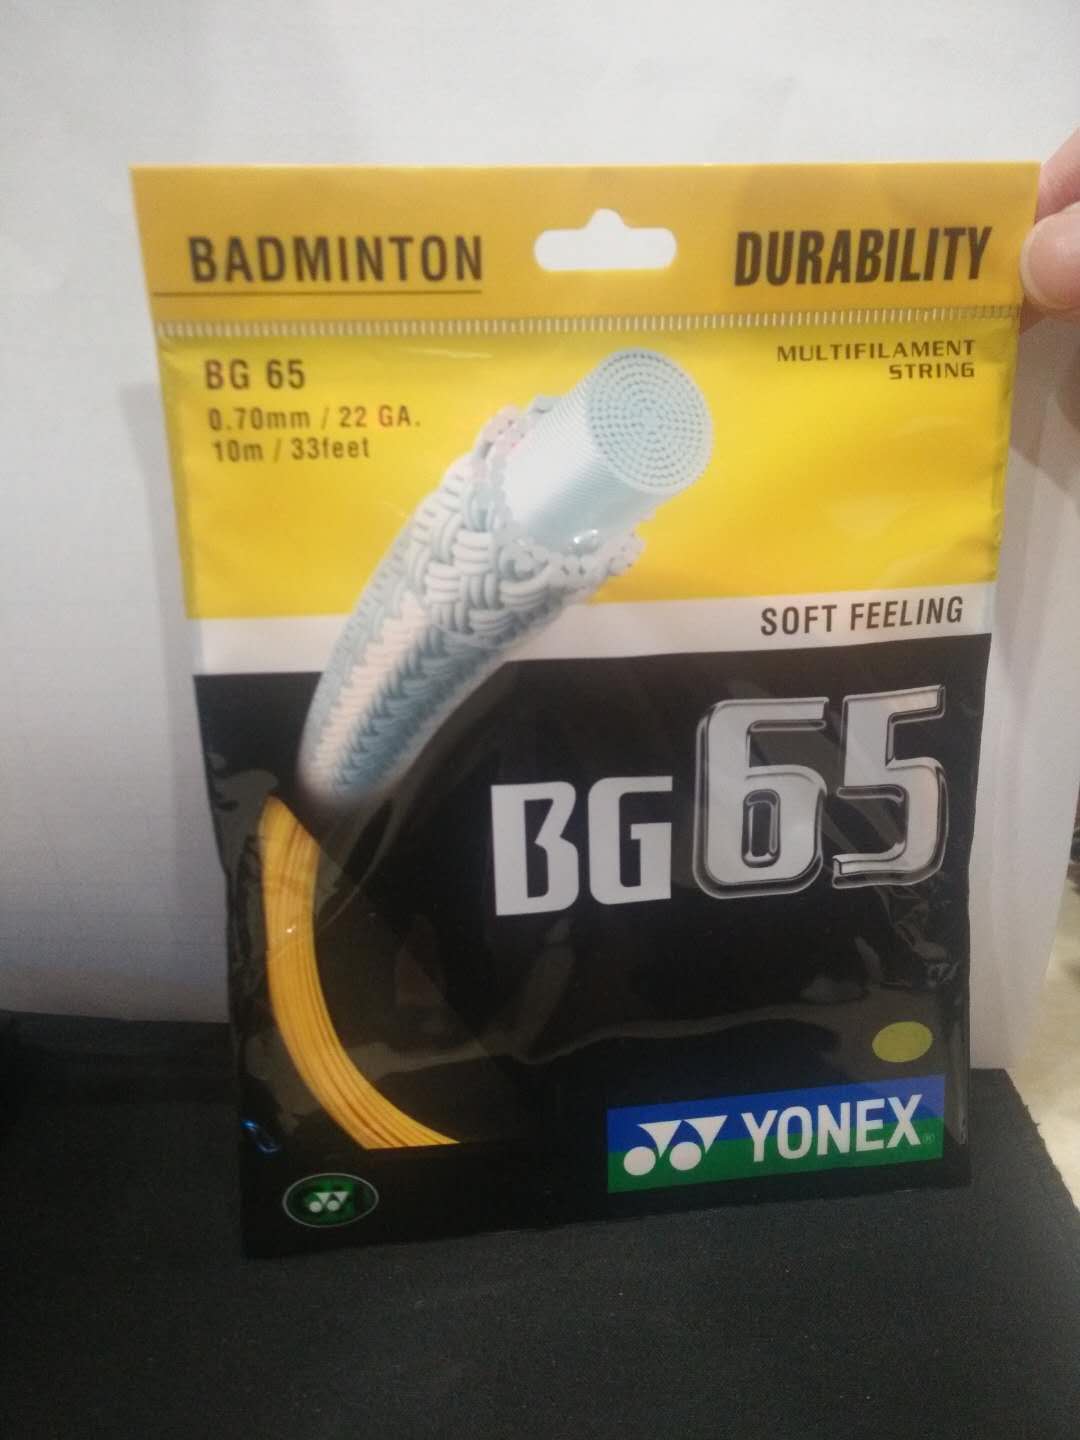 BADMINTON
DURABILITY
BG 65
0.70mm / 22 GA.
10m / 33feet
MULTIFILAMENT
STRING
SOFT FEELING
BG 65
YONEX®